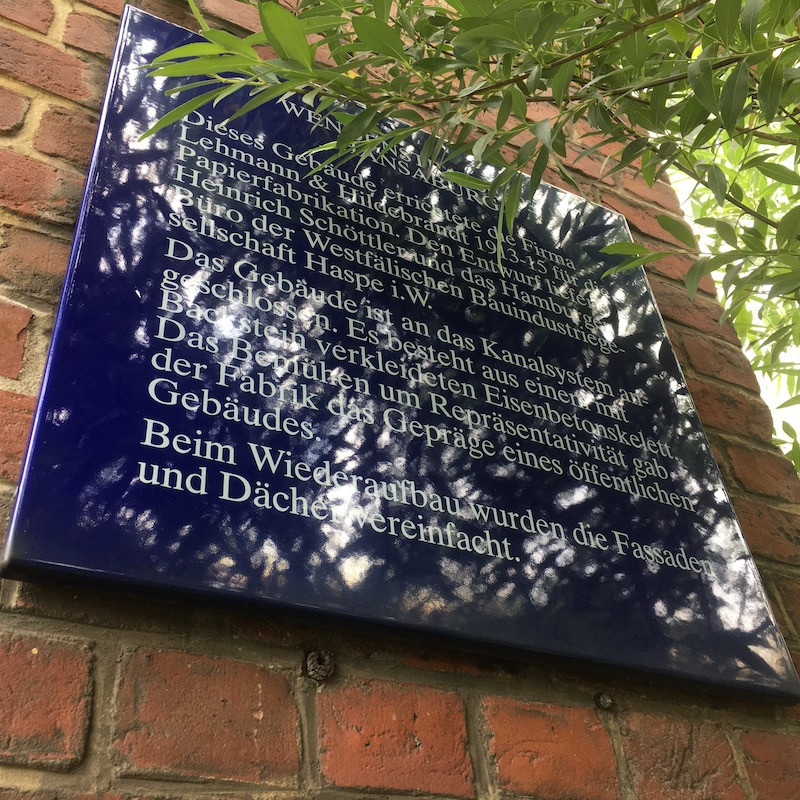 Dieses Gebäude errichtete die Firma
Lehmann & Hildebrandt 1913-15 für die
Papierfabrikation. Den Entwurf lieferte
Heinrich Schöttler und das Hamburger
Büro der Westfälischen Bauindustriege-
sellschaft Haspe i.W.
Das Gebäude ist an das Kanalsystem an-
geschlossen. Es besteht aus einem mit
Backstein verkleideten Eisenbetonskelett.
Das Bemühen um Repräsentativität gab
der Fabrik das Gepräge eines öffentlichen
Gebäudes.
Beim Wiederaufbau wurden die Fassaden
und Dächer vereinfacht.